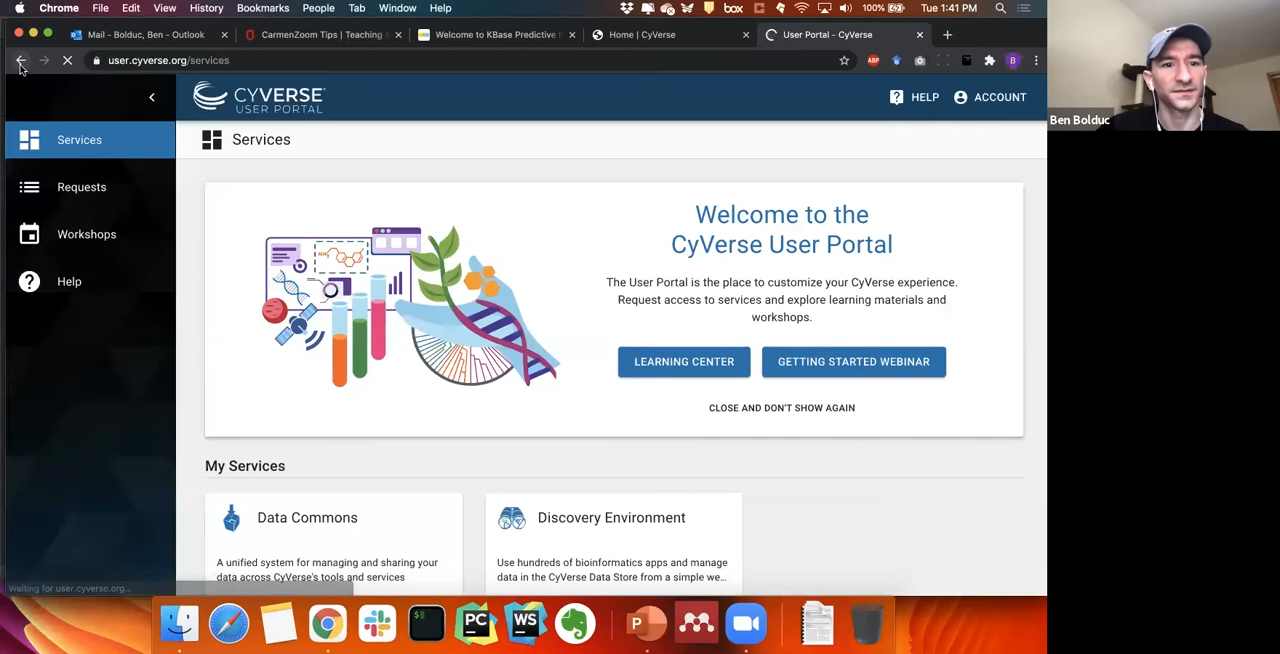 Chrome File Edit View History Bookmarks People Tab Window Help box 100% Tue 1:41 PM
Mail - Bolduc, Ben - Outlook CarmenZoom Tips | Teaching Welcome to KBase Predictive Home | CyVerse User Portal - CyVerse
user.cyverse.org/services ABP B
CYVERSE
USER PORTAL
HELP ACCOUNT
Ben Bolduc
Services
Services
Requests
Workshops
Help
Welcome to the
CyVerse User Portal
The User Portal is the place to customize your CyVerse experience.
Request access to services and explore learning materials and
workshops.
LEARNING CENTER GETTING STARTED WEBINAR
CLOSE AND DON'T SHOW AGAIN
My Services
Data Commons
A unified system for managing and sharing your
data across CyVerse's tools and services
Discovery Environment
Use hundreds of bioinformatics apps and manage
data in the CyVerse Data Store from a simple we...
Waiting for user.cyverse.org...
PC WS P